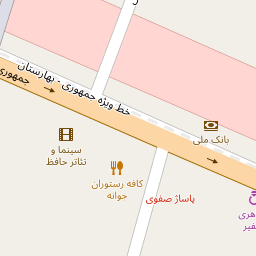 خط ویژه جمهوری - بهارستان
جمهوری
بانک ملی
سینما و
تئاتر حافظ
کافه رستوران
جوانه
پاساژ صفوی